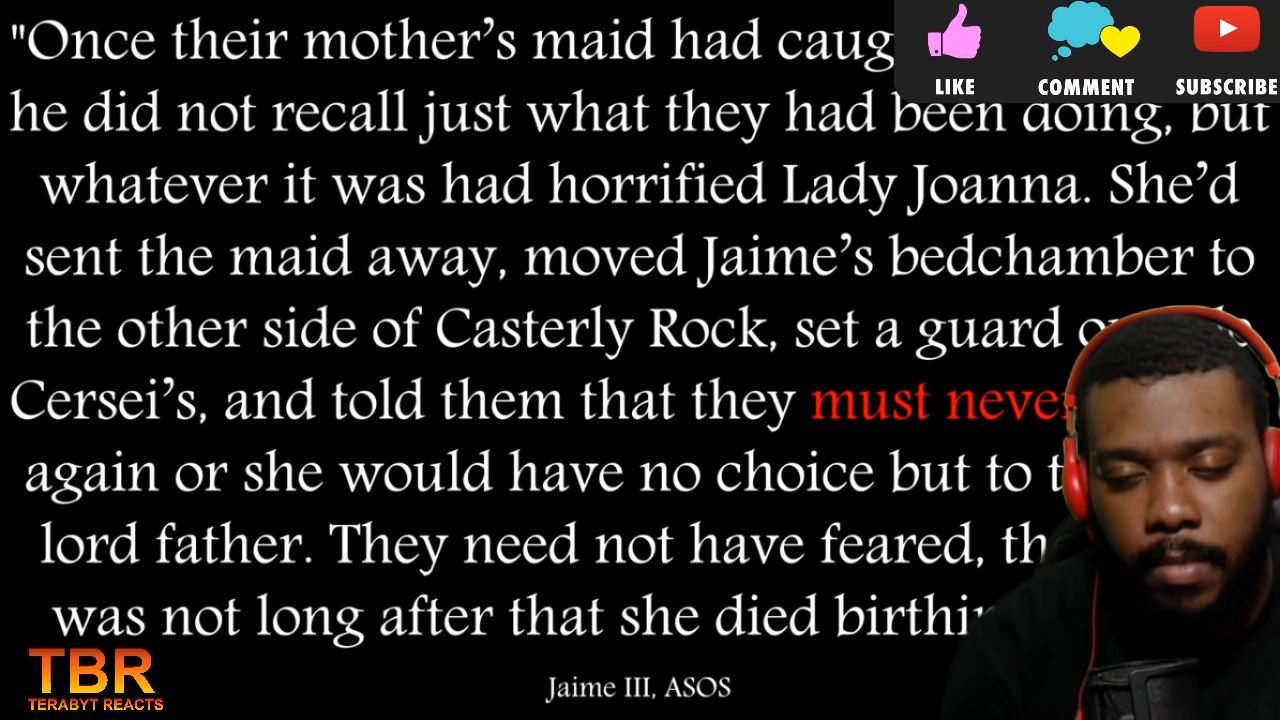 "Once their mother's maid had caug
he did not recall just what they had been doing, but
whatever it was had horrified Lady Joanna. She'd
sent the maid away, moved Jaime's bedchamber to
the other side of Casterly Rock, set a guard
Cersei's, and told them that they must never
again or she would have no choice but to t
lord father. They need not have feared, th
was not long after that she died birthin
Jaime III, ASOS
LIKE
COMMENT
SUBSCRIBE
TBR
TERABYT REACTS